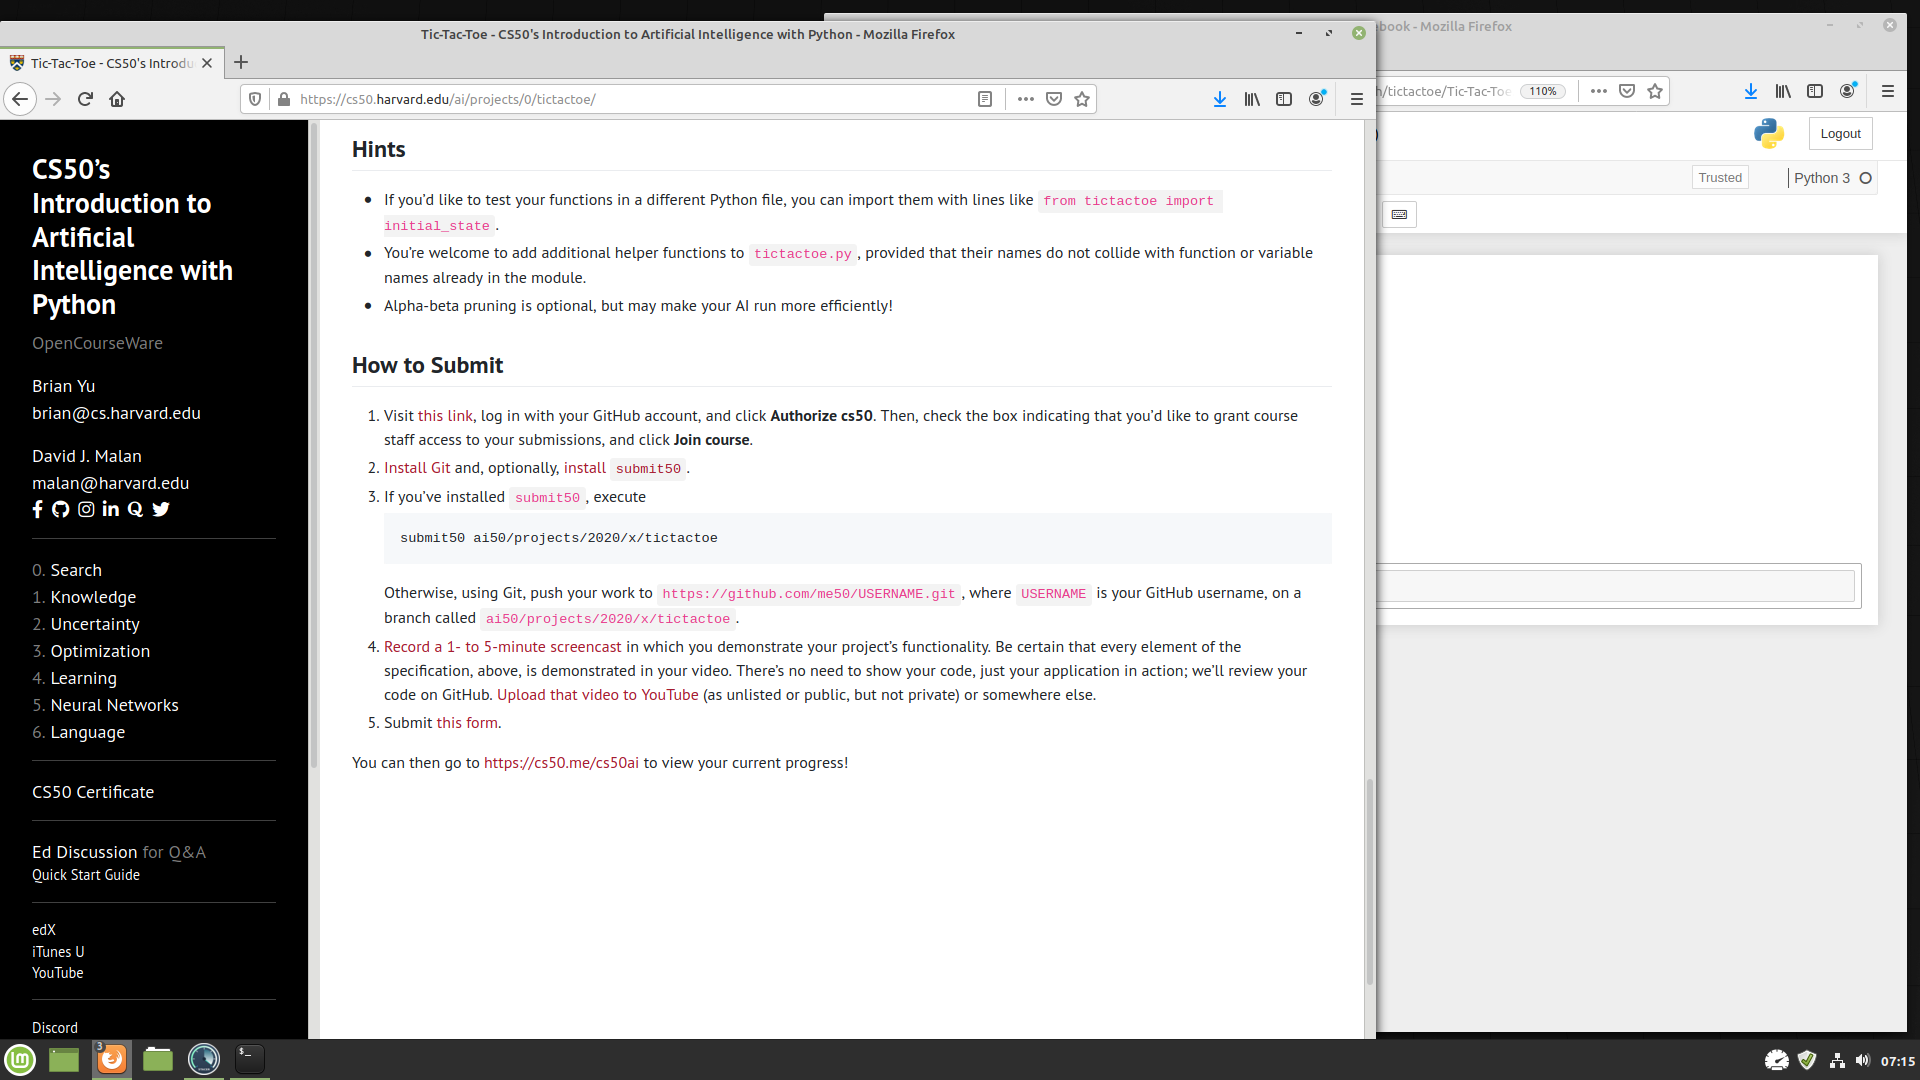 Tic-Tac-Toe - CS50's Introduction to Artificial Intelligence with Python - Mozilla Firefox
book - Mozilla Firefox
Tic-Tac-Toe - CS50's Introdu
https://cs50.harvard.edu/ai/projects/0/tictactoe/
h/tictactoe/Tic-Tac-Toe
110%
Logout
Trusted
Python 3
CS50’s
Introduction to
Artificial
Intelligence with
Python
OpenCourseWare
Brian Yu
brian@cs.harvard.edu
David J. Malan
malan@harvard.edu
0. Search
1. Knowledge
2. Uncertainty
3. Optimization
4. Learning
5. Neural Networks
6. Language
CS50 Certificate
Ed Discussion for Q&A
Quick Start Guide
edX
iTunes U
YouTube
Discord
Hints
If you’d like to test your functions in a different Python file, you can import them with lines like from tictactoe import
initial_state.
You’re welcome to add additional helper functions to tictactoe.py, provided that their names do not collide with function or variable
names already in the module.
Alpha-beta pruning is optional, but may make your AI run more efficiently!
How to Submit
1. Visit this link, log in with your GitHub account, and click Authorize cs50. Then, check the box indicating that you’d like to grant course
staff access to your submissions, and click Join course.
2. Install Git and, optionally, install submit50.
3. If you’ve installed submit50, execute
submit50 ai50/projects/2020/x/tictactoe
Otherwise, using Git, push your work to https://github.com/me50/USERNAME.git, where USERNAME is your GitHub username, on a
branch called ai50/projects/2020/x/tictactoe.
4. Record a 1- to 5-minute screencast in which you demonstrate your project’s functionality. Be certain that every element of the
specification, above, is demonstrated in your video. There’s no need to show your code, just your application in action; we’ll review your
code on GitHub. Upload that video to YouTube (as unlisted or public, but not private) or somewhere else.
5. Submit this form.
You can then go to https://cs50.me/cs50ai to view your current progress!
3
07:15